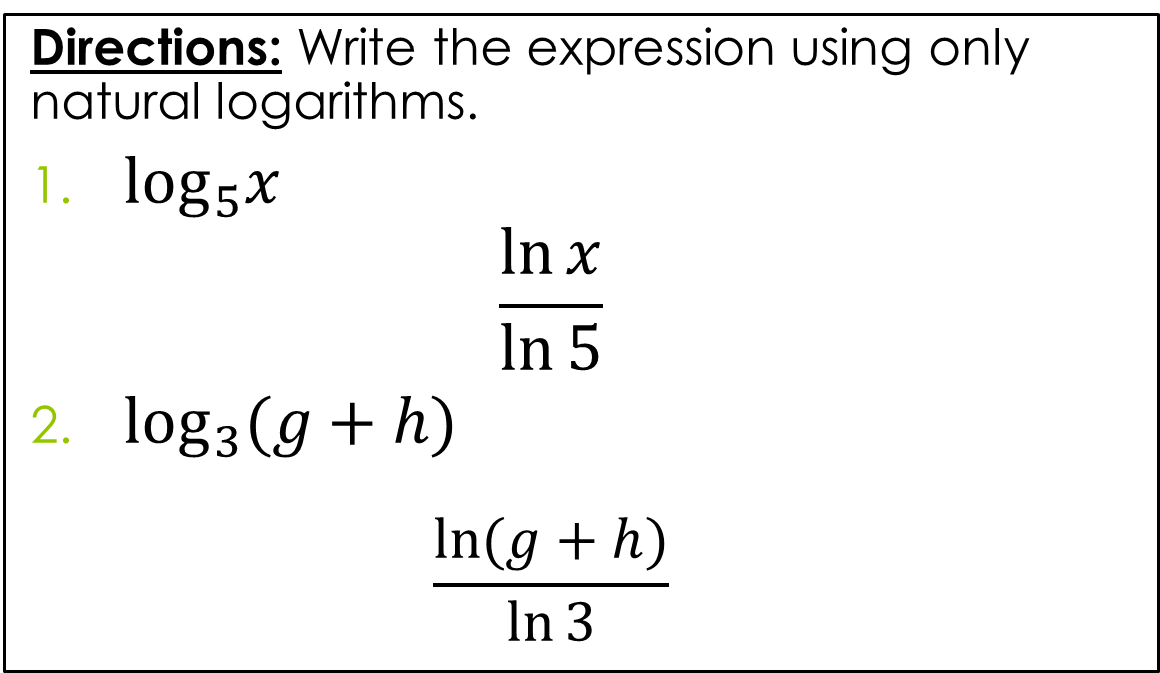 Directions: Write the expression using only
natural logarithms.
1. log₅x
ln x
ln 5
2. log₃(g + h)
ln(g + h)
ln 3